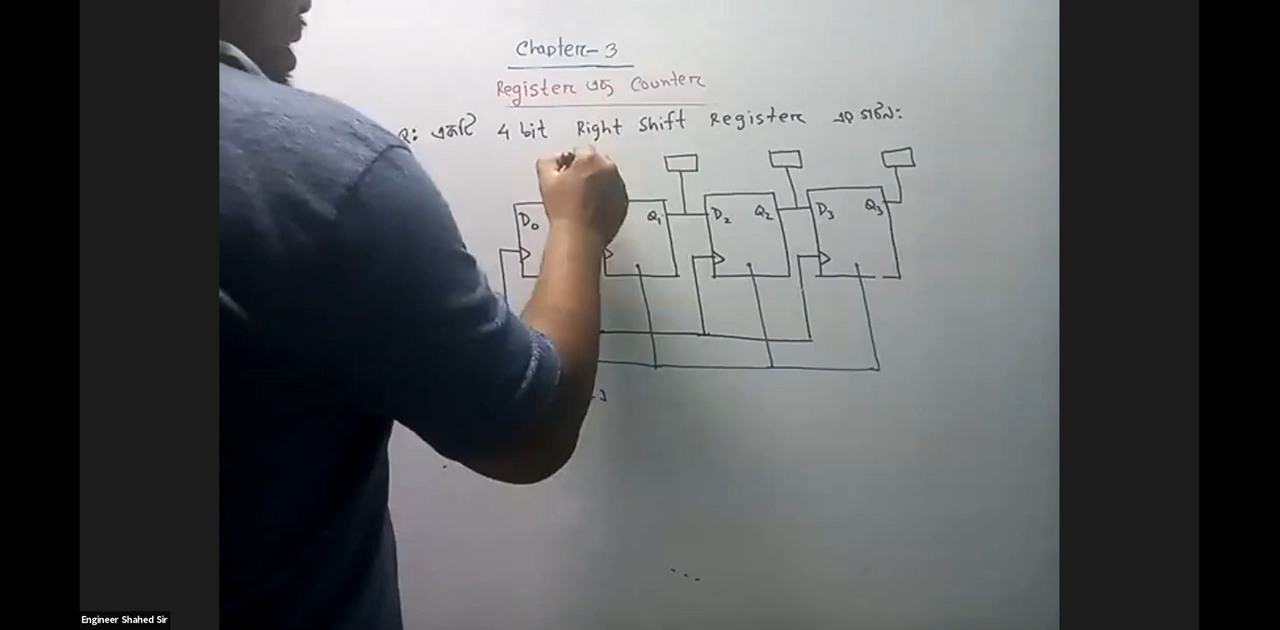 Chapter-3
Register এবং Counter
Q: একটি 4 bit Right Shift Register এর গঠন:
D₀ Q₁ D₂ Q₂ D₃ Q₃
Engineer Shahed Sir